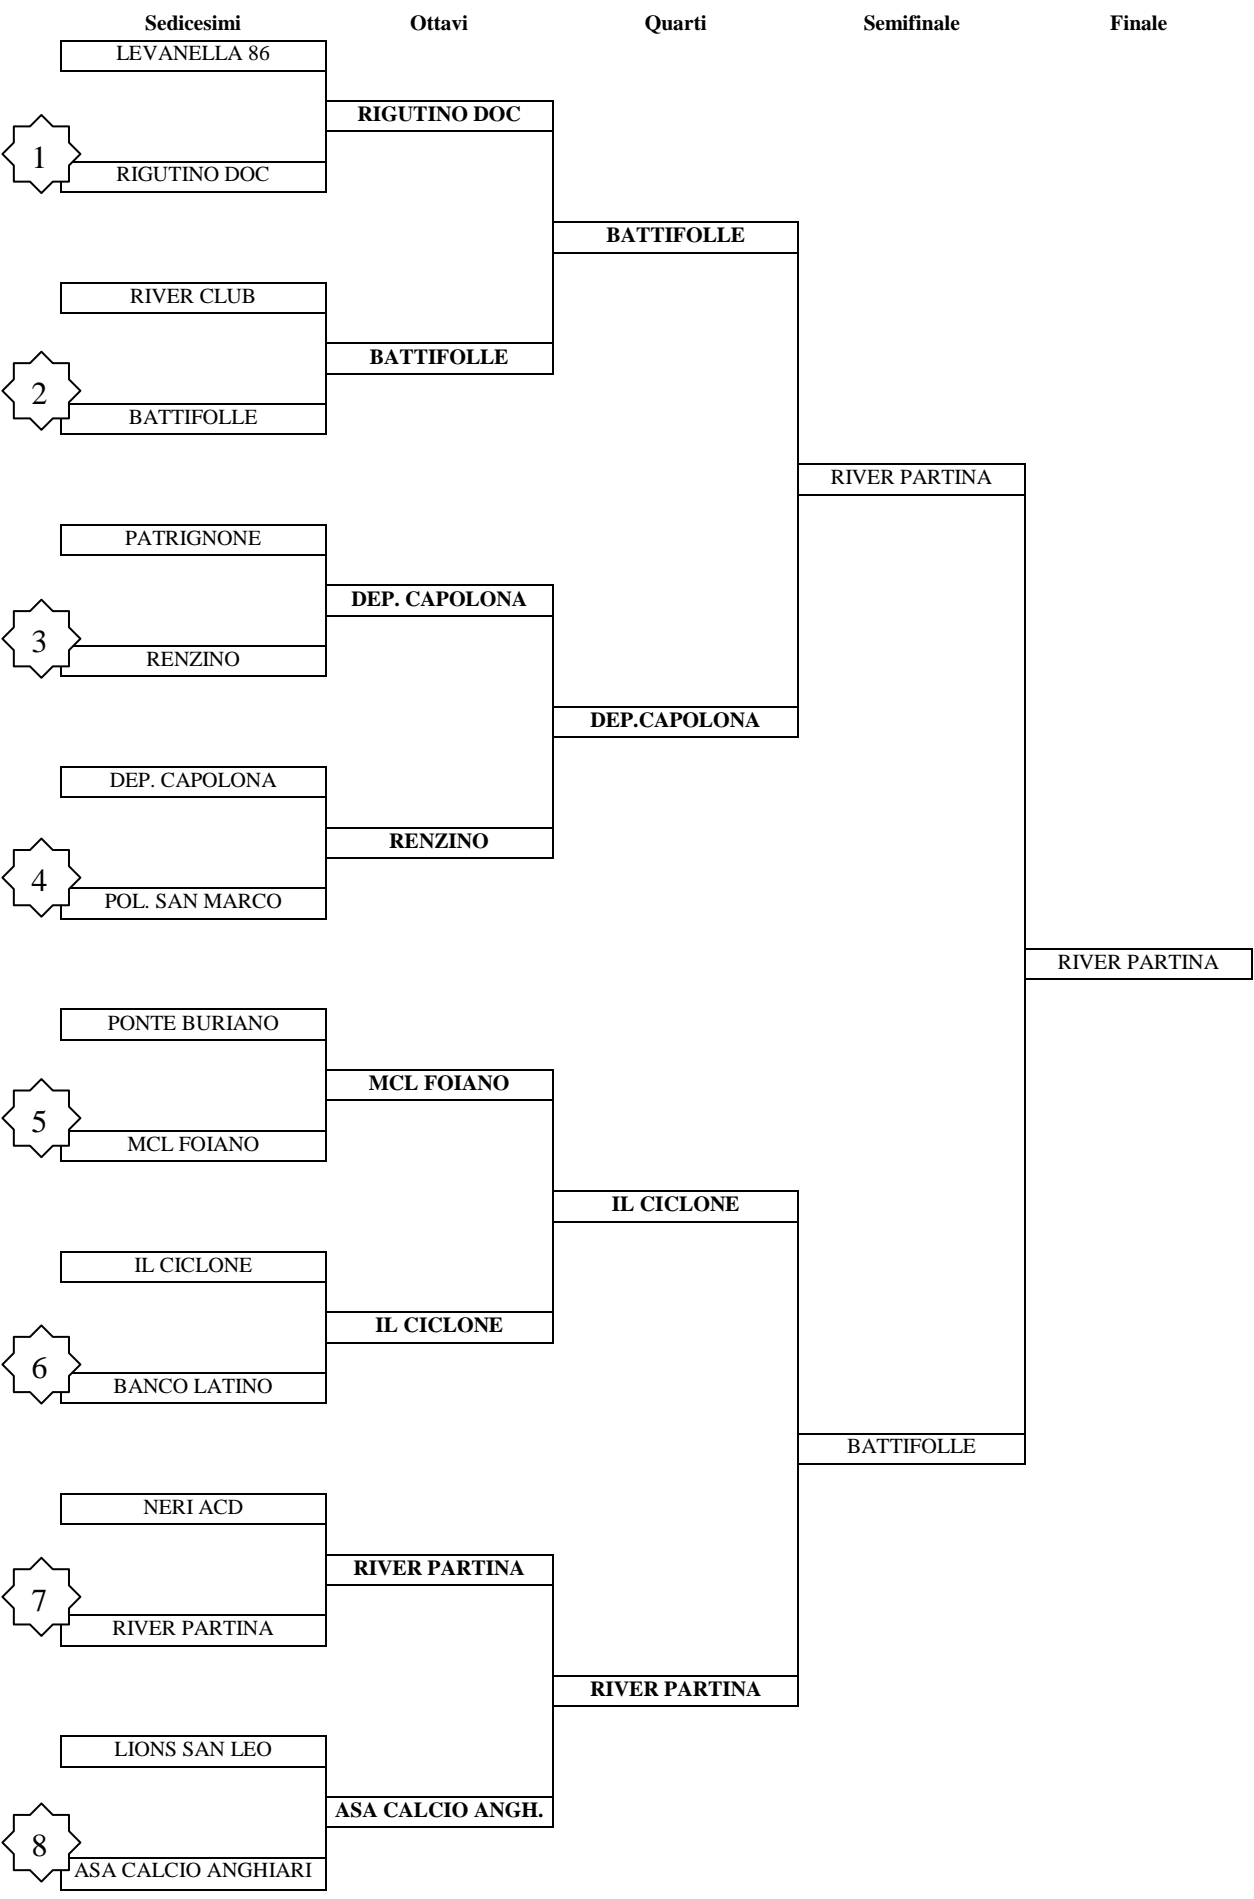 Sedicesimi Ottavi Quarti Semifinale Finale
LEVANELLA 86
RIGUTINO DOC
1
RIGUTINO DOC
BATTIFOLLE
RIVER CLUB
BATTIFOLLE
2
BATTIFOLLE
RIVER PARTINA
PATRIGNONE
DEP. CAPOLONA
3
RENZINO
DEP.CAPOLONA
DEP. CAPOLONA
RENZINO
4
POL. SAN MARCO
RIVER PARTINA
PONTE BURIANO
MCL FOIANO
5
MCL FOIANO
IL CICLONE
IL CICLONE
IL CICLONE
6
BANCO LATINO
BATTIFOLLE
NERI ACD
RIVER PARTINA
7
RIVER PARTINA
RIVER PARTINA
LIONS SAN LEO
ASA CALCIO ANGH.
8
ASA CALCIO ANGHIARI